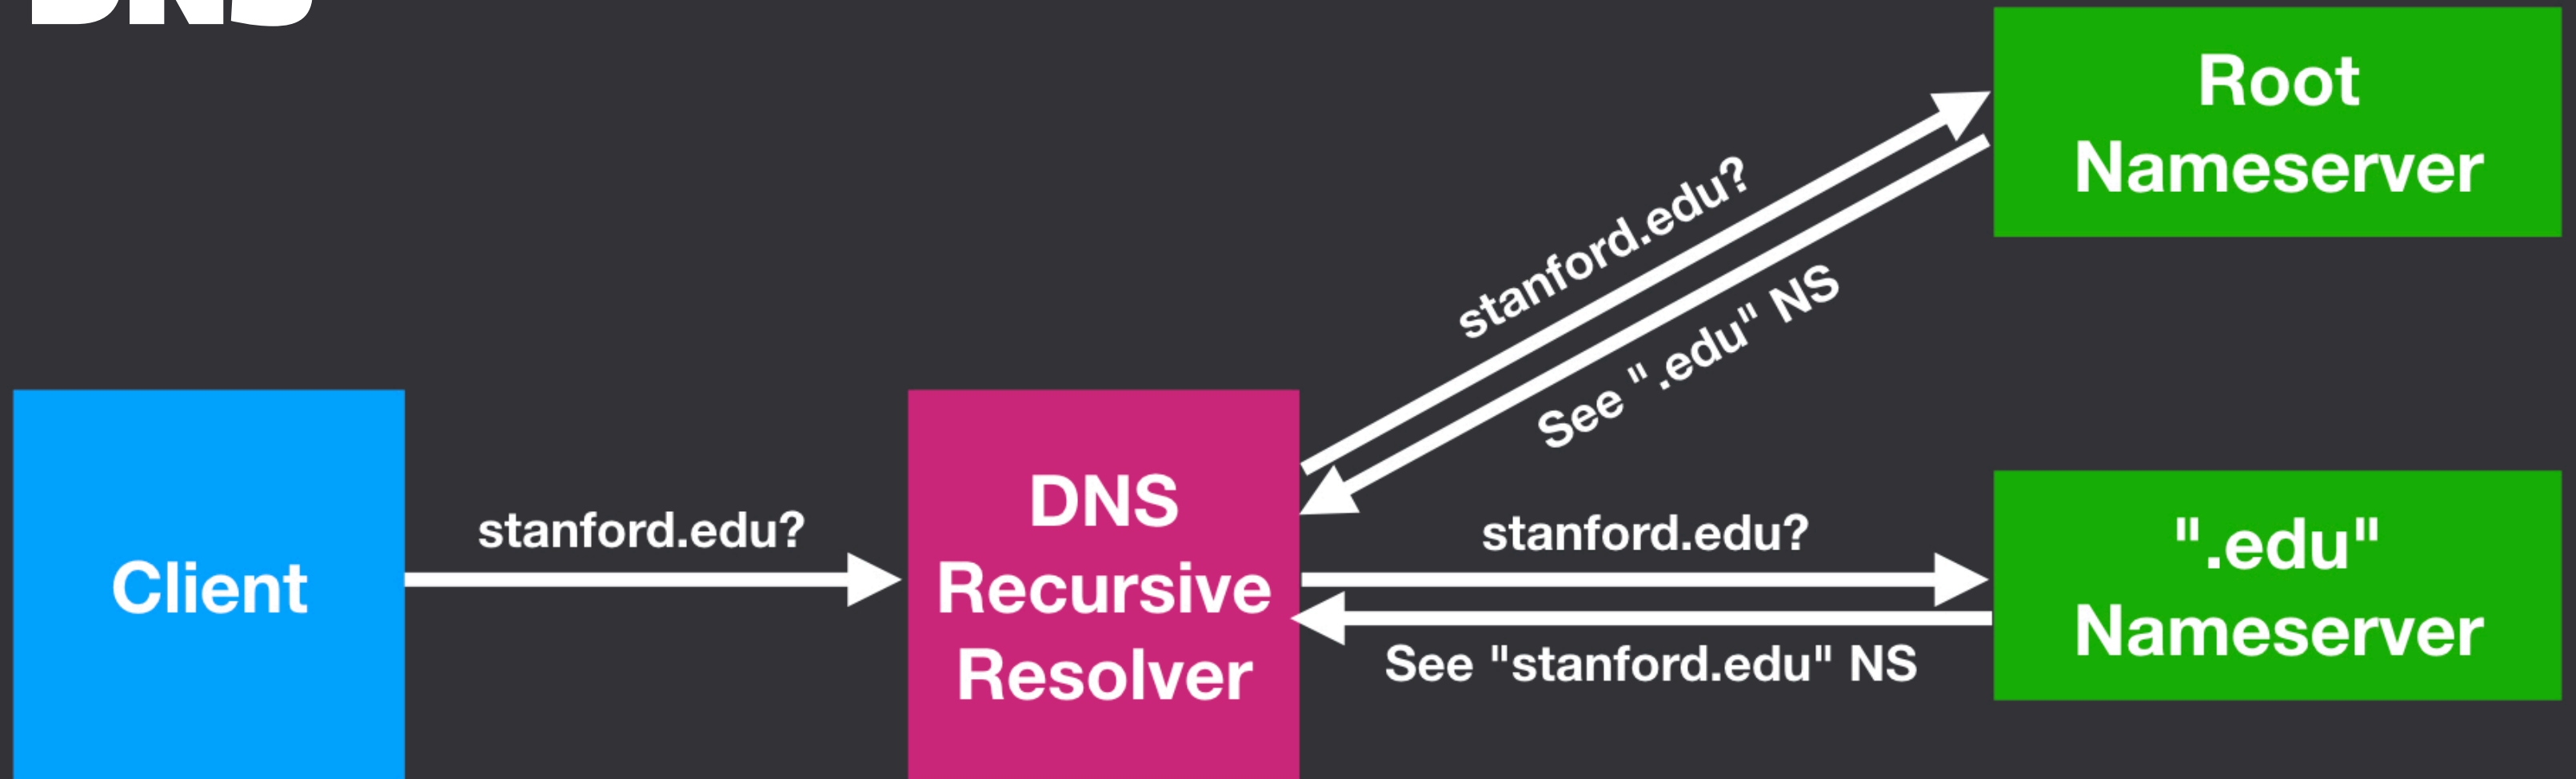 DNS
Root
Nameserver
stanford.edu?
See ".edu" NS
Client
stanford.edu?
DNS
Recursive
Resolver
stanford.edu?
See "stanford.edu" NS
".edu"
Nameserver